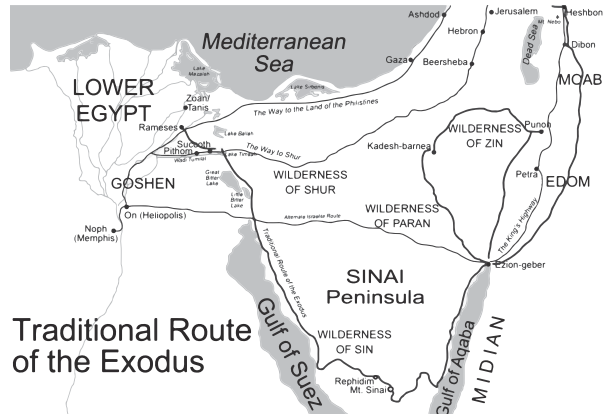 Ashdod
Jerusalem
Heshbon
Mt. Nebo
Hebron
Mediterranean
Sea
Dead Sea
Dibon
Gaza
Beersheba
MOAB
Lake
Manzalah
Lake Sirbonis
LOWER
EGYPT
Zoan/
Tanis
The Way to the Land of the Philistines
Rameses
Lake Ballah
WILDERNESS
OF ZIN
Punon
Succoth
Pithom
Lake Timsah
The Way to Shur
Kadesh-barnea
Wadi Tumilat
GOSHEN
Great
Bitter
Lake
WILDERNESS
OF SHUR
Petra
EDOM
Little
Bitter
Lake
On (Heliopolis)
WILDERNESS
OF PARAN
The King's Highway
Alternate Israelite Route
Noph
(Memphis)
Traditional Route of the Exodus
Ezion-geber
SINAI
Peninsula
Traditional Route
of the Exodus
Gulf of Suez
WILDERNESS
OF SIN
Gulf of Aqaba
MIDIAN
Rephidim
Mt. Sinai